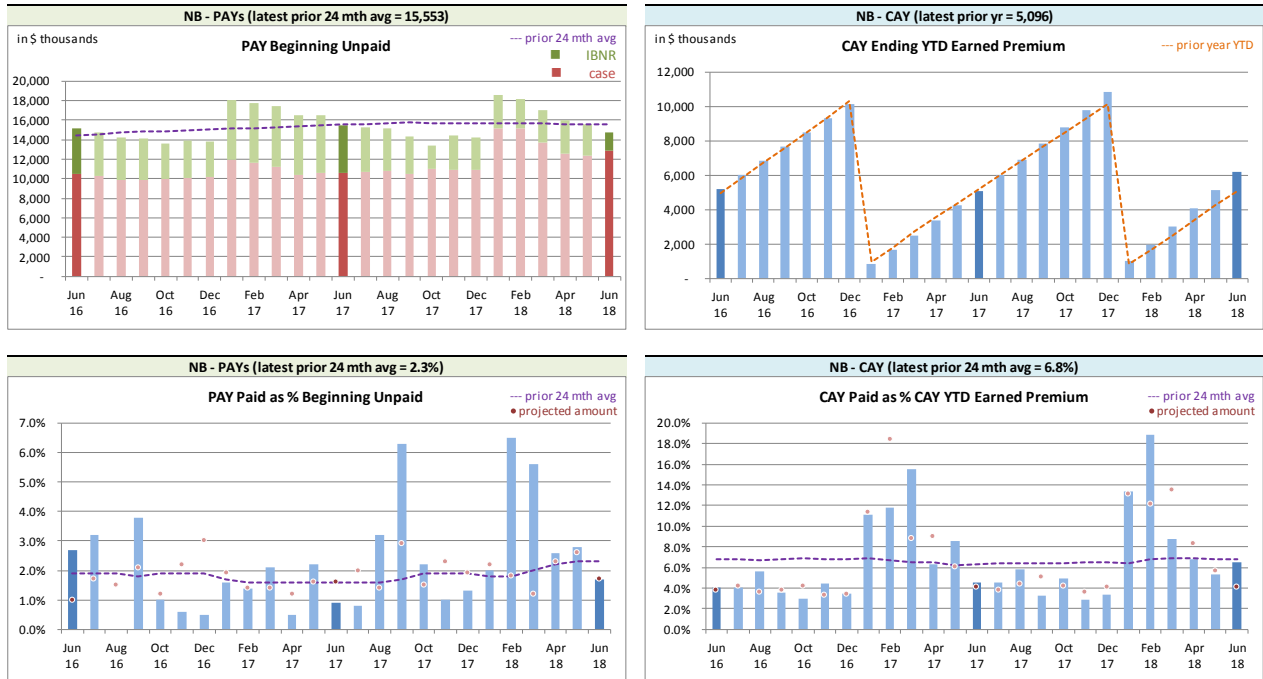 NB - PAYs (latest prior 24 mth avg = 15,553)
in $ thousands
PAY Beginning Unpaid
--- prior 24 mth avg
IBNR
case
20,000
18,000
16,000
14,000
12,000
10,000
8,000
6,000
4,000
2,000
-
Jun Aug Oct Dec Feb Apr Jun Aug Oct Dec Feb Apr Jun
16 16 16 16 17 17 17 17 17 17 18 18 18
NB - CAY (latest prior yr = 5,096)
in $ thousands
CAY Ending YTD Earned Premium
--- prior year YTD
12,000
10,000
8,000
6,000
4,000
2,000
-
Jun Aug Oct Dec Feb Apr Jun Aug Oct Dec Feb Apr Jun
16 16 16 16 17 17 17 17 17 17 18 18 18
NB - PAYs (latest prior 24 mth avg = 2.3%)
PAY Paid as % Beginning Unpaid
--- prior 24 mth avg
projected amount
7.0%
6.0%
5.0%
4.0%
3.0%
2.0%
1.0%
0.0%
Jun Aug Oct Dec Feb Apr Jun Aug Oct Dec Feb Apr Jun
16 16 16 16 17 17 17 17 17 17 18 18 18
NB - CAY (latest prior 24 mth avg = 6.8%)
CAY Paid as % CAY YTD Earned Premium
--- prior 24 mth avg
projected amount
20.0%
18.0%
16.0%
14.0%
12.0%
10.0%
8.0%
6.0%
4.0%
2.0%
0.0%
Jun Aug Oct Dec Feb Apr Jun Aug Oct Dec Feb Apr Jun
16 16 16 16 17 17 17 17 17 17 18 18 18